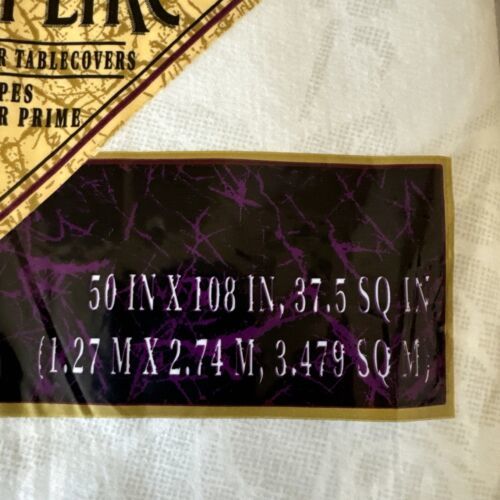 R TABLECOVERS
PES
R PRIME
50 IN X 108 IN, 37.5 SQ IN
(1.27 M X 2.74 M, 3.479 SQ M)